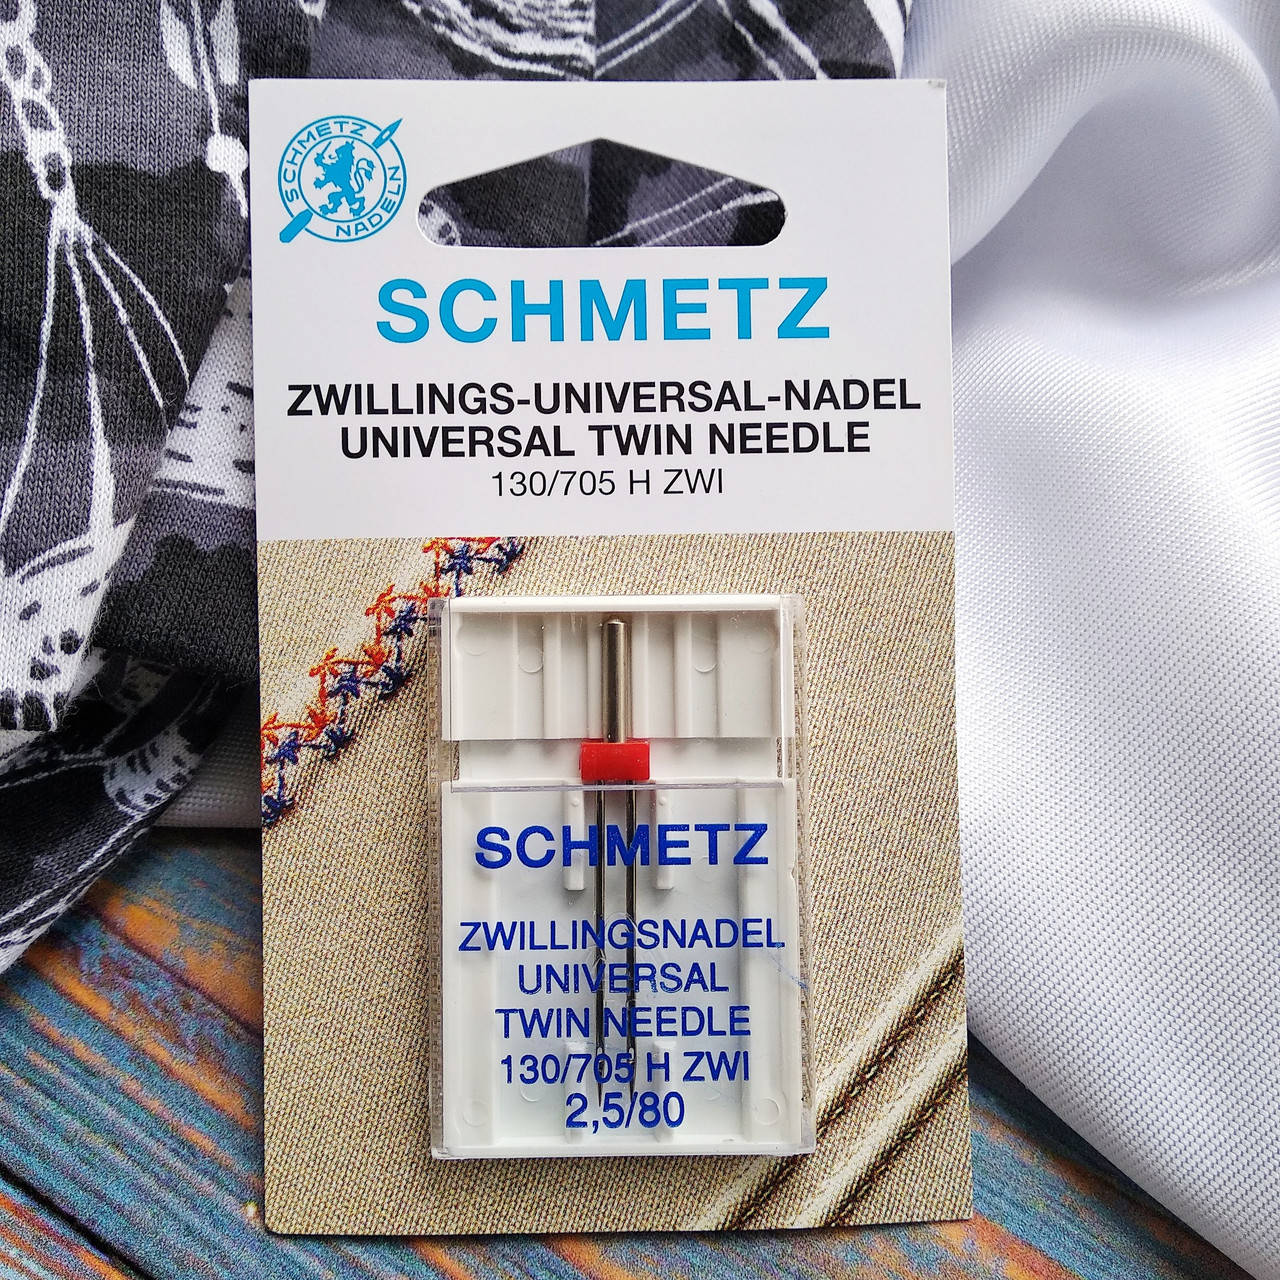 SCHMETZ
NADELN
SCHMETZ
ZWILLINGS-UNIVERSAL-NADEL
UNIVERSAL TWIN NEEDLE
130/705 H ZWI
SCHMETZ
ZWILLINGSNADEL
UNIVERSAL
TWIN NEEDLE
130/705 H ZWI
2,5/80